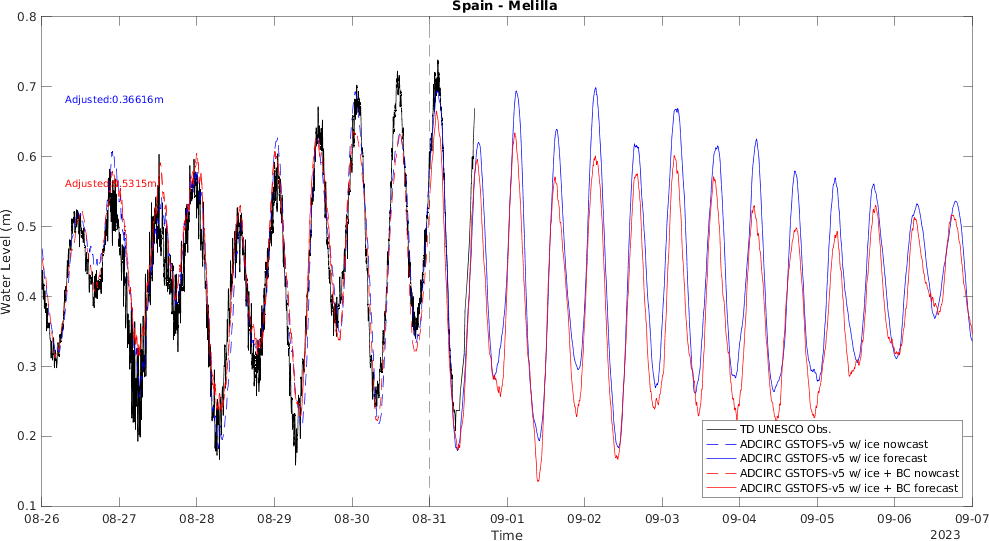 Spain - Melilla
0.8
0.7
0.6
0.5
0.4
0.3
0.2
0.1
Water Level (m)
Adjusted:0.36616m
Adjusted:0.5315m
08-26 08-27 08-28 08-29 08-30 08-31 09-01 09-02 09-03 09-04 09-05 09-06 09-07
Time
2023
TD UNESCO Obs.
ADCIRC GSTOFS-v5 w/ ice nowcast
ADCIRC GSTOFS-v5 w/ ice forecast
ADCIRC GSTOFS-v5 w/ ice + BC nowcast
ADCIRC GSTOFS-v5 w/ ice + BC forecast